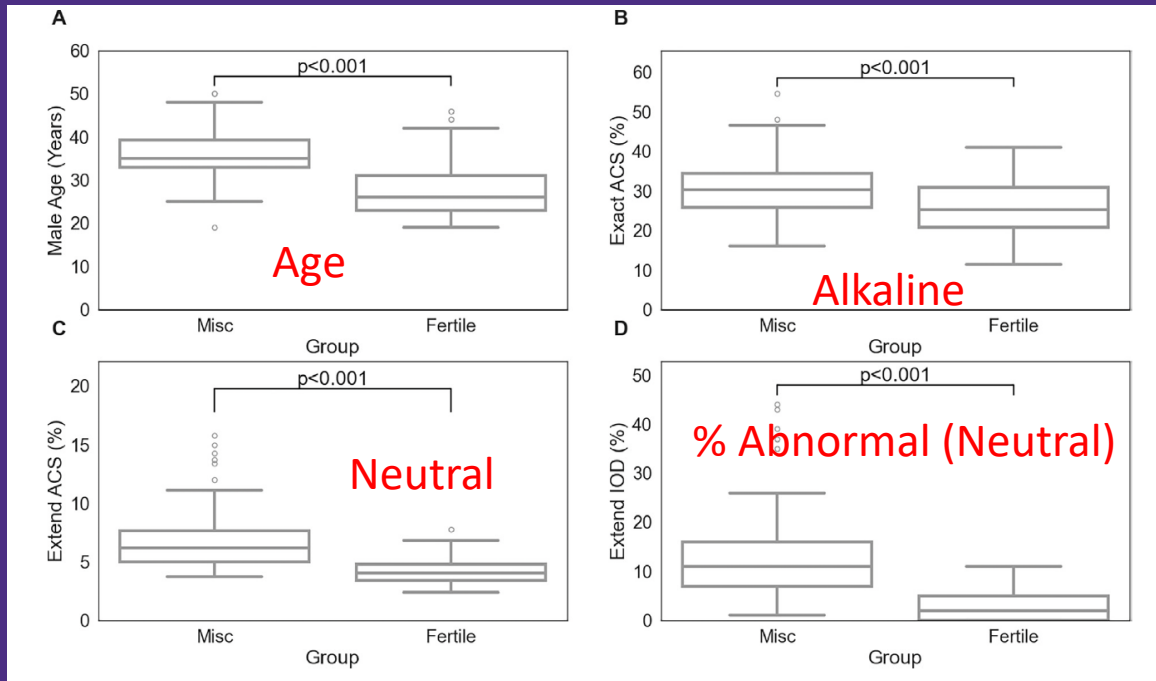 A
60
50
40
30
20
10
0
Male Age (Years)
p<0.001
Age
Misc
Fertile
Group
B
60
50
40
30
20
10
0
Exact ACS (%)
p<0.001
Alkaline
Misc
Fertile
Group
C
20
15
10
5
0
Extend ACS (%)
p<0.001
Neutral
Misc
Fertile
Group
D
50
40
30
20
10
0
Extend IOD (%)
p<0.001
% Abnormal (Neutral)
Misc
Fertile
Group